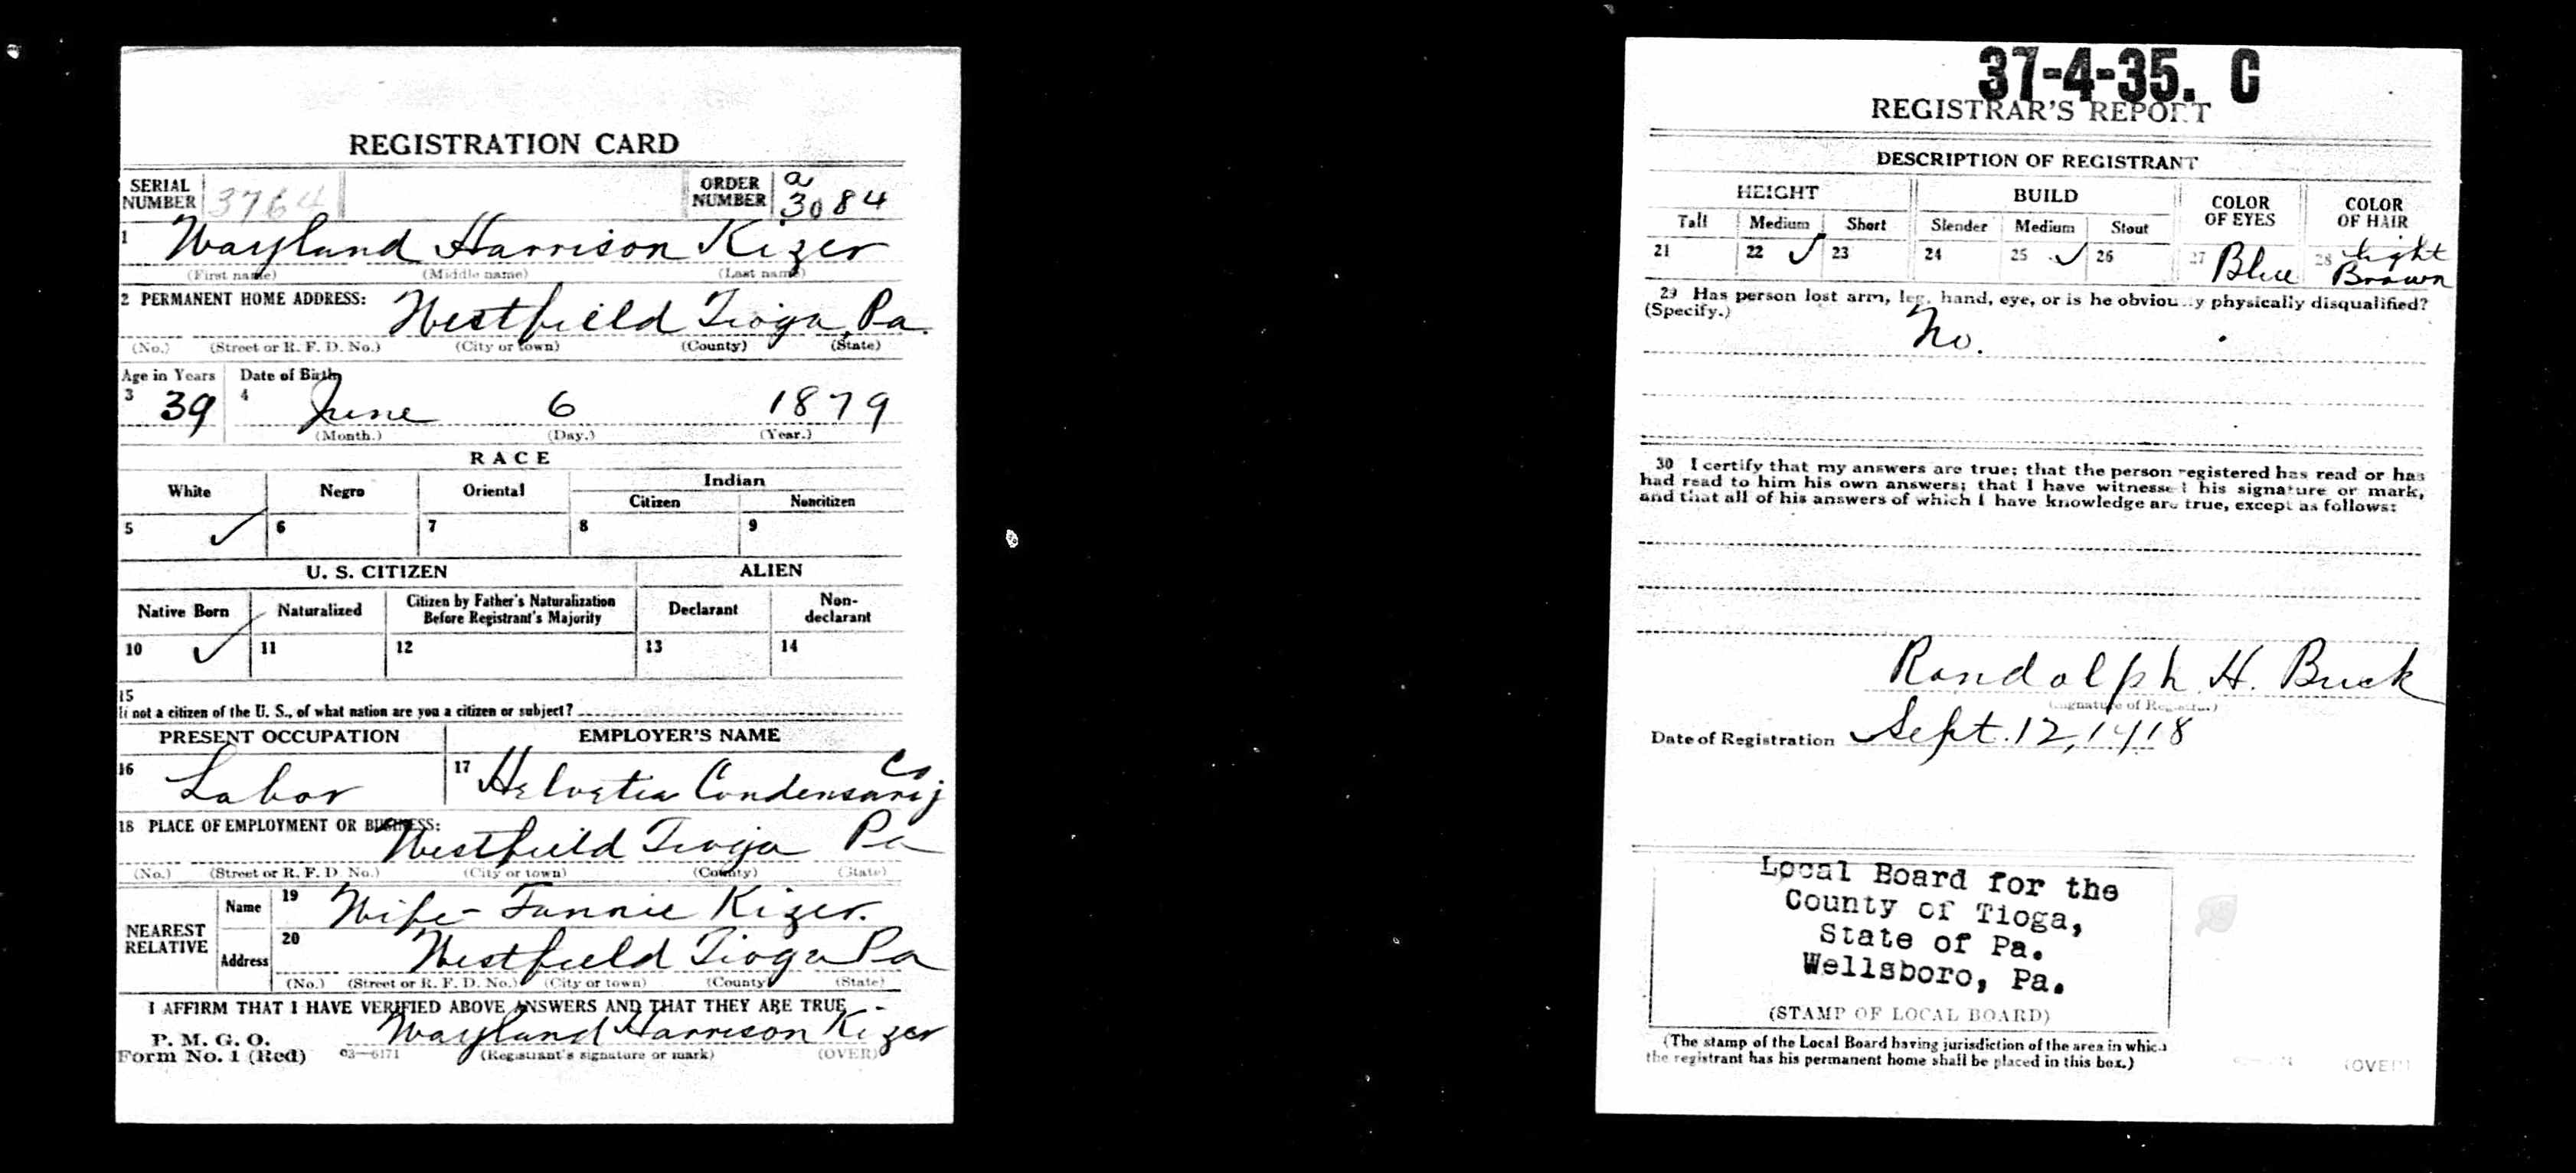 REGISTRATION CARD
SERIAL NUMBER 3764 ORDER NUMBER a 3084
1 Wayland Harrison Kizer
(First name) (Middle name) (Last name)
2 PERMANENT HOME ADDRESS:
Westfield Tioga Pa.
(No.) (Street or R. F. D. No.) (City or town) (County) (State)
Age in Years Date of Birth
3 39 4 June 6 1879
(Month.) (Day.) (Year.)
RACE
White Negro Oriental Indian
Citizen Noncitizen
5 ✓ 6 7 8 9
U. S. CITIZEN ALIEN
Native Born Naturalized Citizen by Father's Naturalization Before Registrant's Majority Declarant Non-declarant
10 ✓ 11 12 13 14
15
If not a citizen of the U. S., of what nation are you a citizen or subject?
PRESENT OCCUPATION EMPLOYER'S NAME
16 Labor 17 Helvetia Condensarij Co
18 PLACE OF EMPLOYMENT OR BUSINESS:
Westfield Tioga Pa
(No.) (Street or R. F. D. No.) (City or town) (County) (State)
NEAREST RELATIVE
Name 19 Wife - Fannie Kizer.
Address 20 Westfield Tioga Pa
(No.) (Street or R. F. D. No.) (City or town) (County) (State)
I AFFIRM THAT I HAVE VERIFIED ABOVE ANSWERS AND THAT THEY ARE TRUE
P. M. G. O.
Form No. 1 (Red) 03—6171 Wayland Harrison Kizer
(Registrant's signature or mark) (OVER)
37-4-35. C
REGISTRAR'S REPORT
DESCRIPTION OF REGISTRANT
HEIGHT BUILD COLOR OF EYES COLOR OF HAIR
Tall Medium Short Slender Medium Stout
21 22 ✓ 23 24 25 ✓ 26 27 Blue 28 Light Brown
29 Has person lost arm, leg, hand, eye, or is he obviously physically disqualified?
(Specify.)
No.
30 I certify that my answers are true; that the person registered has read or has
had read to him his own answers; that I have witnessed his signature or mark,
and that all of his answers of which I have knowledge are true, except as follows:
Randolph H. Buck
(Signature of Registrar)
Date of Registration Sept. 12, 1918
Local Board for the
County of Tioga,
State of Pa.
Wellsboro, Pa.
(STAMP OF LOCAL BOARD)
(The stamp of the Local Board having jurisdiction of the area in which
the registrant has his permanent home shall be placed in this box.)
(OVER)